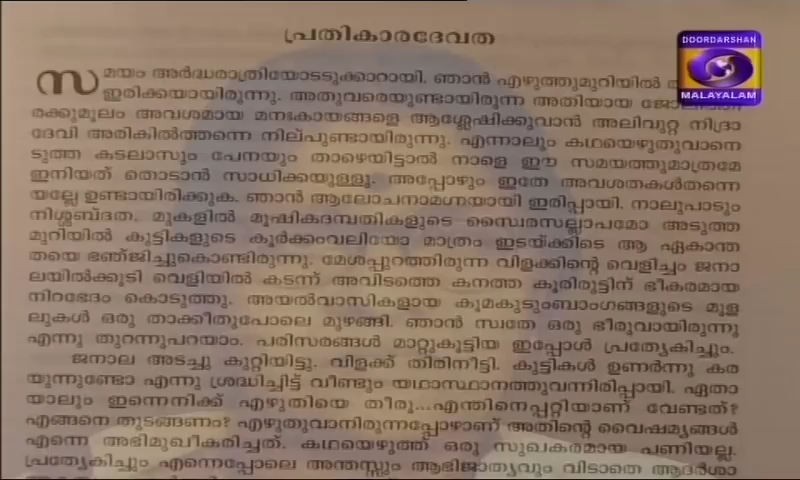 പ്രതികാരദേവത
DOORDARSHAN
MALAYALAM
സമയം അർദ്ധരാത്രിയോടടുക്കാറായി. ഞാൻ എഴുത്തുമുറിയിൽ
ഇരിക്കയായിരുന്നു. അതുവരെയുണ്ടായിരുന്ന അതിയായ
രക്കുമൂലം അവശമായ മനഃകായങ്ങളെ ആശ്ലേഷിക്കുവാൻ അലിവുറ്റ നിദ്രാ
ദേവി അരികിൽത്തന്നെ നില്പുണ്ടായിരുന്നു. എന്നാലും കഥയെഴുതുവാനെ
ടുത്ത കടലാസും പേനയും താഴെയിട്ടാൽ നാളെ ഈ സമയത്തുമാത്രമേ
ഇനിയത് തൊടാൻ സാധിക്കയുള്ളൂ. അപ്പോഴും ഇതേ അവശതകൾതന്നെ
യല്ലേ ഉണ്ടായിരിക്കുക. ഞാൻ ആലോചനാമഗ്നയായി ഇരിപ്പായി. നാലുപാടും
നിശ്ശബ്ദത. മുകളിൽ മൂഷികദമ്പതികളുടെ സ്വൈരസല്ലാപമോ അടുത്ത
മുറിയിൽ കുട്ടികളുടെ കൂർക്കംവലിയോ മാത്രം ഇടയ്ക്കിടെ ആ ഏകാന്ത
തയെ ഭഞ്ജിച്ചുകൊണ്ടിരുന്നു. മേശപ്പുറത്തിരുന്ന വിളക്കിന്റെ വെളിച്ചം ജനാ
ലയിൽക്കൂടി വെളിയിൽ കടന്ന് അവിടത്തെ കനത്ത കൂരിരുട്ടിന് ഭീകരമായ
നിറഭേദം കൊടുത്തു. അയൽവാസികളായ കൂമകുടുംബാംഗങ്ങളുടെ മൂള
ലുകൾ ഒരു താക്കീതുപോലെ മുഴങ്ങി. ഞാൻ സ്വതേ ഒരു ഭീരുവായിരുന്നു
എന്നു തുറന്നുപറയാം. പരിസരങ്ങൾ മാറ്റുകൂട്ടിയ ഇപ്പോൾ പ്രത്യേകിച്ചും.
ജനാല അടച്ചു കുറ്റിയിട്ടു. വിളക്ക് തിരിനീട്ടി. കുട്ടികൾ ഉണർന്നു കര
യുന്നുണ്ടോ എന്നു ശ്രദ്ധിച്ചിട്ട് വീണ്ടും യഥാസ്ഥാനത്തുവന്നിരിപ്പായി. ഏതാ
യാലും ഇന്നെനിക്ക് എഴുതിയെ തീരൂ...എന്തിനെപ്പറ്റിയാണ് വേണ്ടത്?
എങ്ങനെ തുടങ്ങണം? എഴുതുവാനിരുന്നപ്പോഴാണ് അതിന്റെ വൈഷമ്യങ്ങൾ
എന്നെ അഭിമുഖീകരിച്ചത്. കഥയെഴുത്ത് ഒരു സുഖകരമായ പണിയല്ല.
പ്രത്യേകിച്ചും എന്നെപ്പോലെ അന്തസ്സും ആഭിജാത്യവും വിടാതെ ആദർശാ